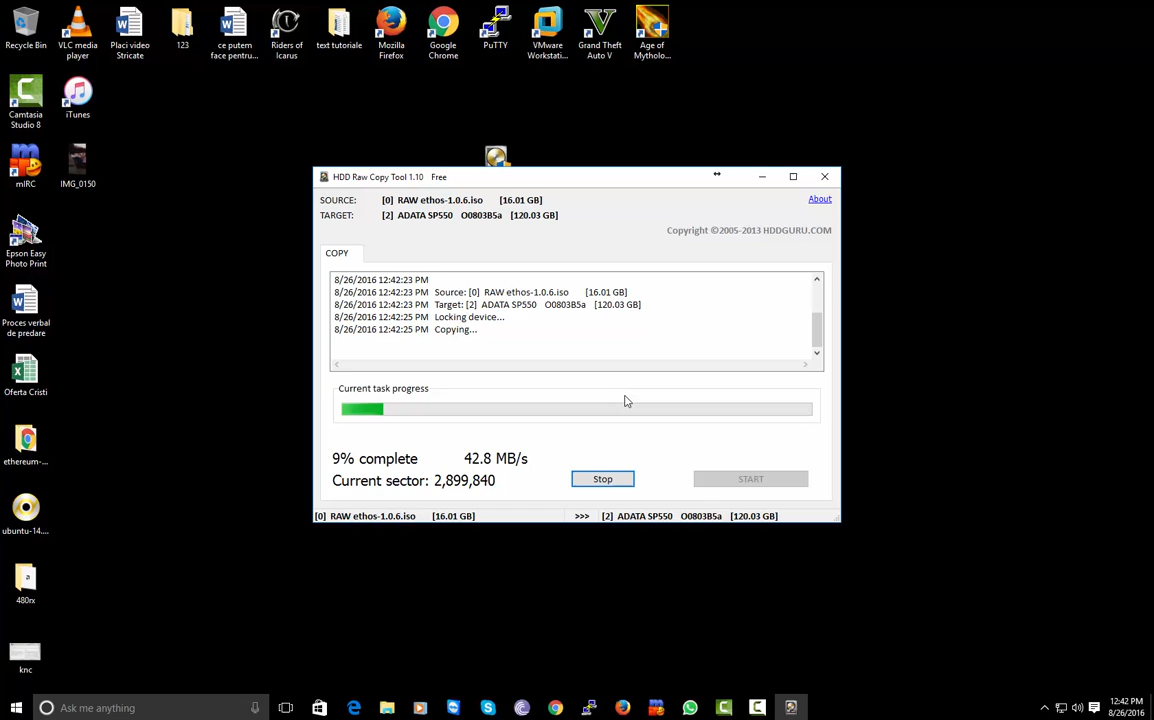 Recycle Bin
VLC media
player
Placi video
Stricate
123
ce putem
face pentru...
Riders of
Icarus
text tutoriale
Mozilla
Firefox
Google
Chrome
PuTTY
VMware
Workstati...
Grand Theft
Auto V
Age of
Mytholo...
Camtasia
Studio 8
iTunes
mIRC
IMG_0150
Epson Easy
Photo Print
Proces verbal
de predare
Oferta Cristi
ethereum-...
ubuntu-14....
480rx
knc
HDD Raw Copy Tool 1.10   Free
SOURCE: [0] RAW ethos-1.0.6.iso [16.01 GB]
About
TARGET: [2] ADATA SP550 O0803B5a [120.03 GB]
Copyright ©2005-2013 HDDGURU.COM
COPY
8/26/2016 12:42:23 PM
8/26/2016 12:42:23 PM Source: [0] RAW ethos-1.0.6.iso [16.01 GB]
8/26/2016 12:42:23 PM Target: [2] ADATA SP550 O0803B5a [120.03 GB]
8/26/2016 12:42:25 PM Locking device...
8/26/2016 12:42:25 PM Copying...
Current task progress
9% complete 42.8 MB/s
Current sector: 2,899,840
Stop
START
[0] RAW ethos-1.0.6.iso [16.01 GB] >>> [2] ADATA SP550 O0803B5a [120.03 GB]
Ask me anything
12:42 PM
8/26/2016